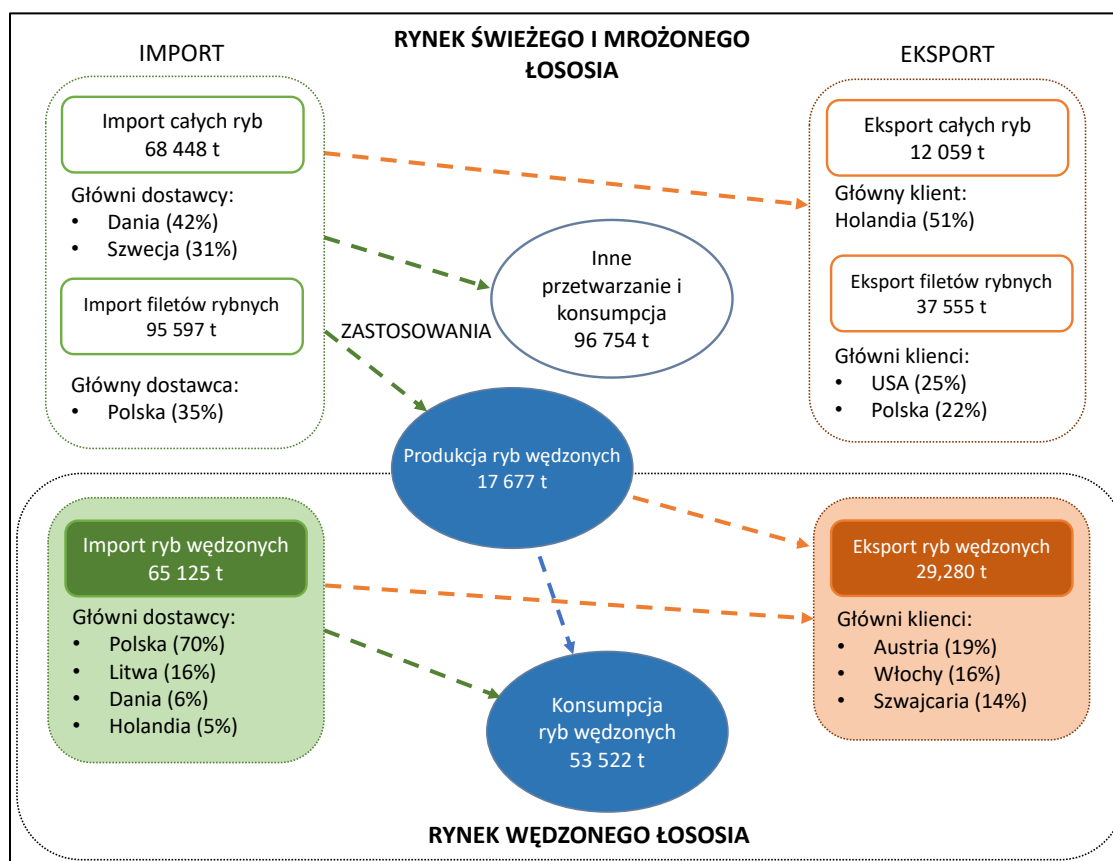 RYNEK ŚWIEŻEGO I MROŻONEGO
ŁOSOSIA
IMPORT
Import całych ryb
68 448 t
Główni dostawcy:
• Dania (42%)
• Szwecja (31%)
Import filetów rybnych
95 597 t
Główny dostawca:
• Polska (35%)
ZASTOSOWANIA
Inne
przetwarzanie i
konsumpcja
96 754 t
EKSPORT
Eksport całych ryb
12 059 t
Główny klient:
Holandia (51%)
Eksport filetów rybnych
37 555 t
Główni klienci:
• USA (25%)
• Polska (22%)
Produkcja ryb wędzonych
17 677 t
Import ryb wędzonych
65 125 t
Główni dostawcy:
• Polska (70%)
• Litwa (16%)
• Dania (6%)
• Holandia (5%)
Konsumpcja
ryb wędzonych
53 522 t
Eksport ryb wędzonych
29,280 t
Główni klienci:
• Austria (19%)
• Włochy (16%)
• Szwajcaria (14%)
RYNEK WĘDZONEGO ŁOSOSIA